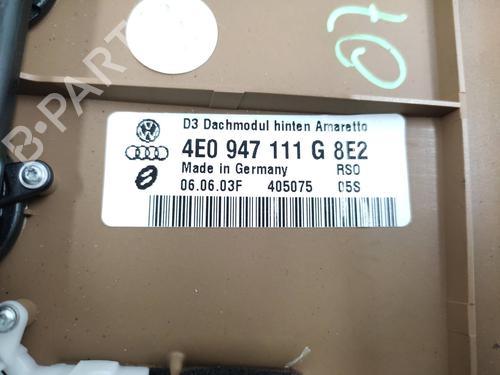 D3 Dachmodul hinten Amaretto
4E0 947 111 G 8E2
Made in Germany RSO
06.06.03F 405075 05S
B-PARTS